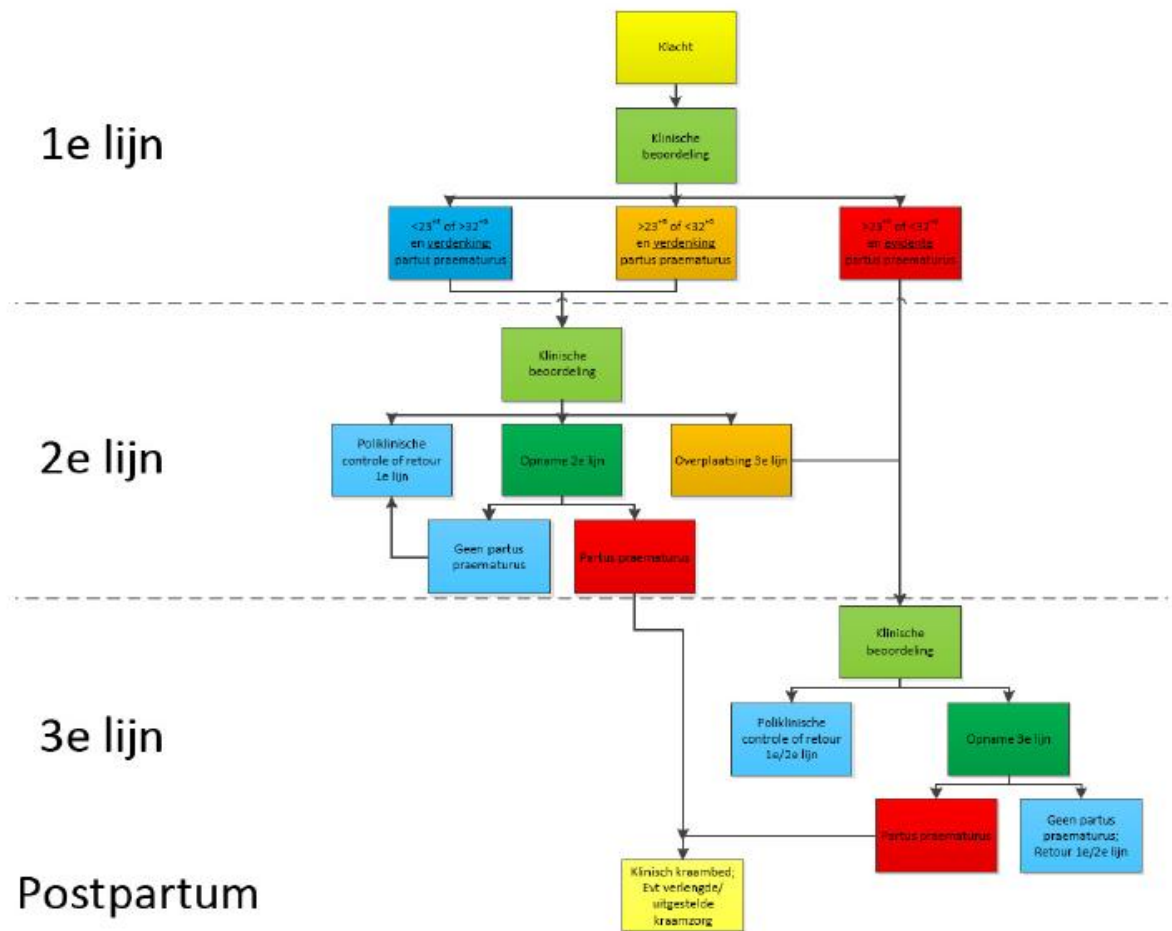 Klacht
1e lijn
Klinische
beoordeling
<23 of >32
en verdenking
partus praematurus
>23 of <32
en verdenking
partus praematurus
>23 of <32
en evidente
partus praematurus
2e lijn
Klinische
beoordeling
Poliklinische
controle of retour
1e lijn
Opname 2e lijn
Overplaatsing 3e lijn
Geen partus
praematurus
Partus praematurus
3e lijn
Klinische
beoordeling
Poliklinische
controle of retour
1e/2e lijn
Opname 3e lijn
Partus praematurus
Geen partus
praematurus;
Retour 1e/2e lijn
Postpartum
Klinisch kraambed;
Evt verlengde/
uitgestelde
kraamzorg